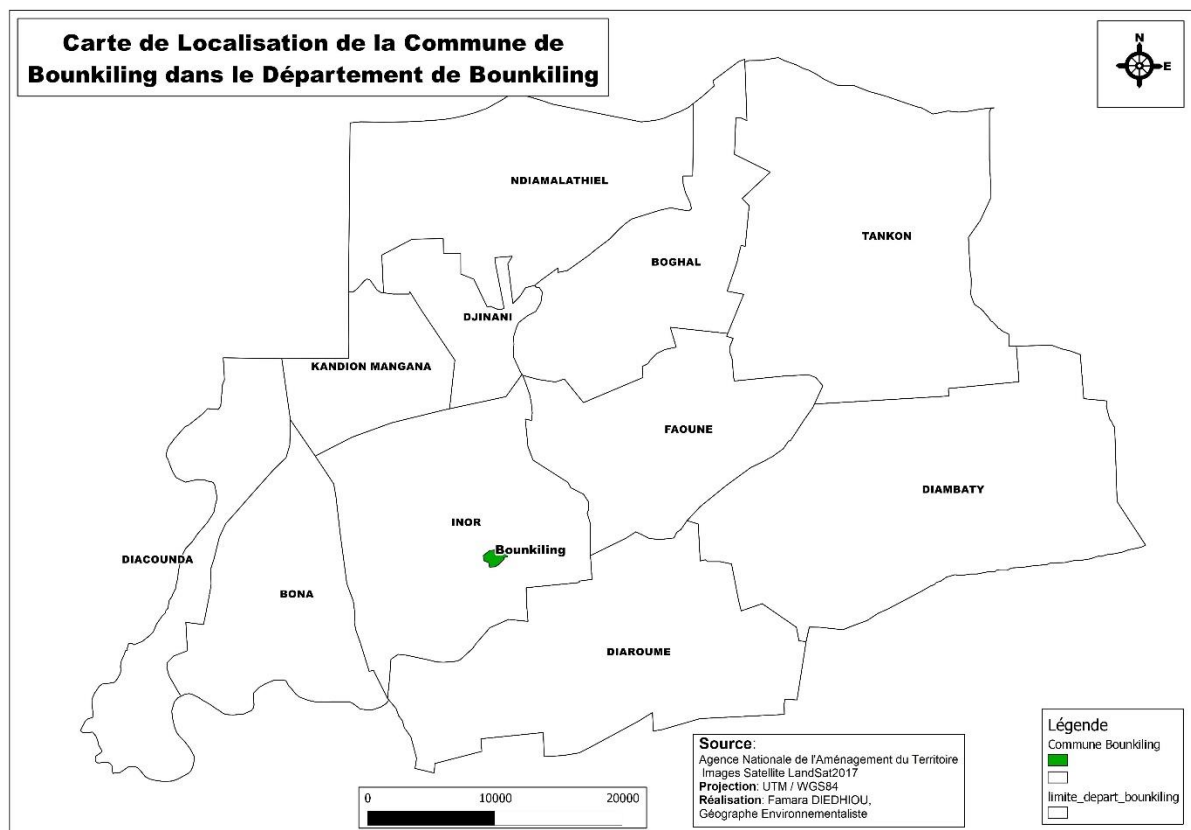 Carte de Localisation de la Commune de
Bounkiling dans le Département de Bounkiling
N
E
NDIAMALATHIEL
TANKON
BOGHAL
DJINANI
KANDION MANGANA
FAOUNE
DIAMBATY
INOR
Bounkiling
DIACOUNDA
BONA
DIAROUME
Source:
Agence Nationale de l'Aménagement du Territoire
Images Satellite LandSat2017
Projection: UTM / WGS84
Réalisation: Famara DIEDHIOU,
Géographe Environnementaliste
Légende
Commune Bounkiling
limite_depart_bounkiling
0 10000 20000